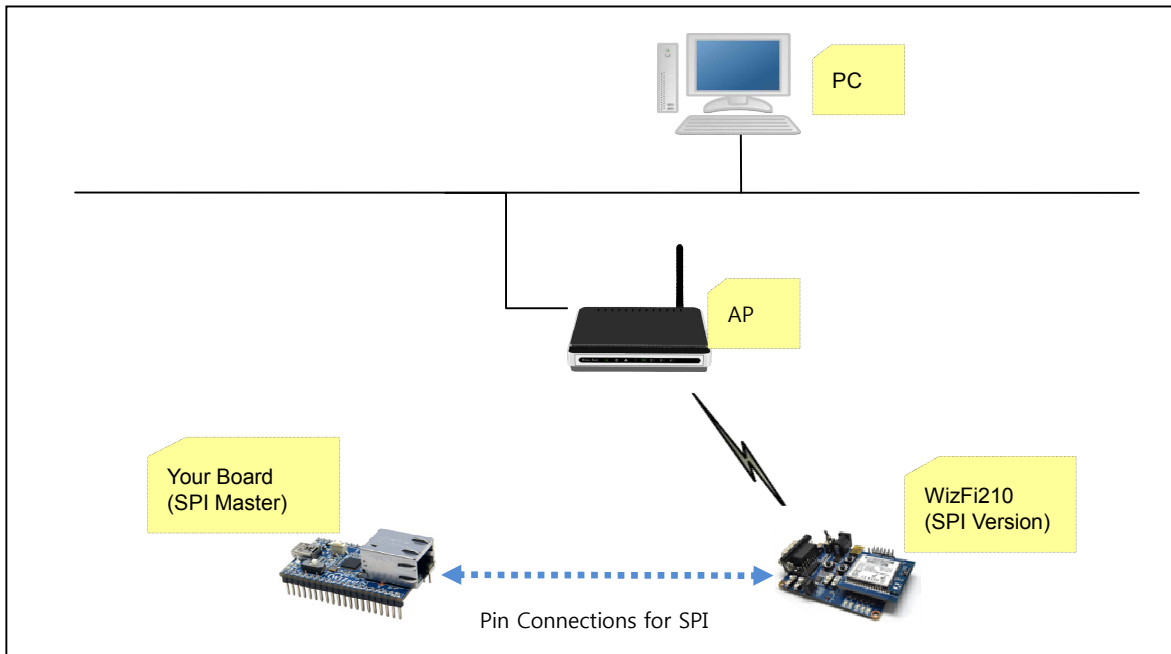 PC
AP
Your Board
(SPI Master)
WizFi210
(SPI Version)
Pin Connections for SPI